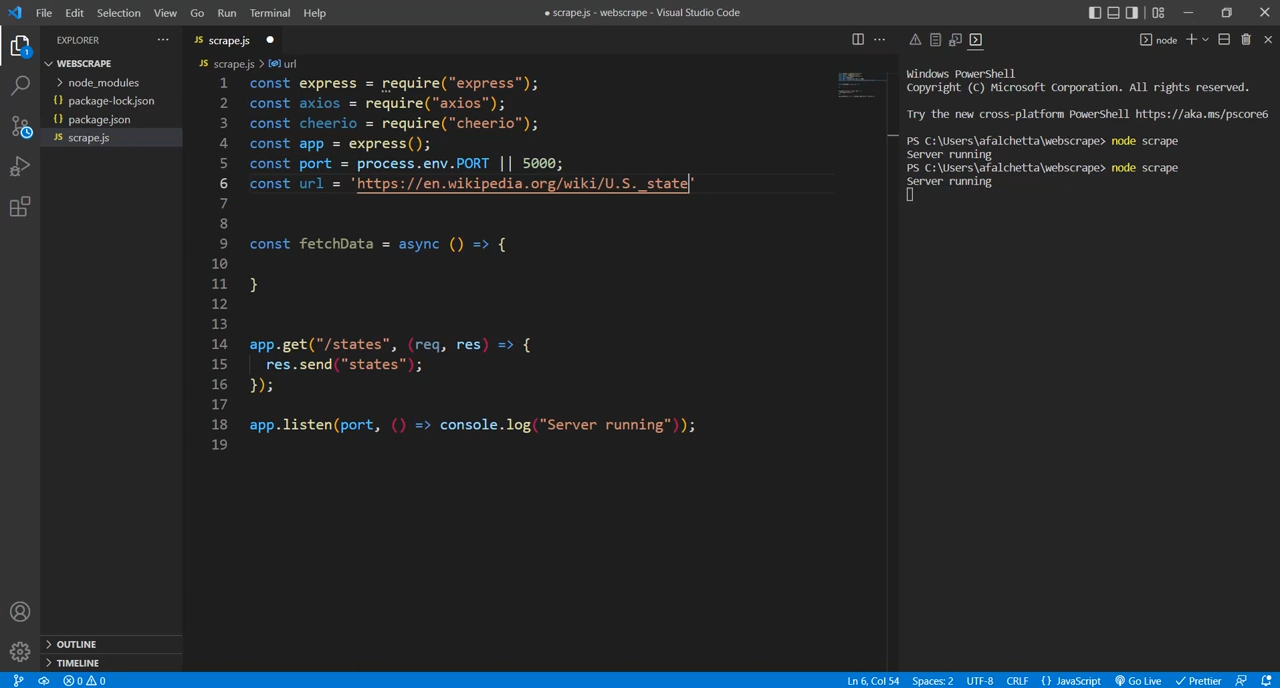 File Edit Selection View Go Run Terminal Help
● scrape.js - webscrape - Visual Studio Code
EXPLORER
WEBSCRAPE
node_modules
{} package-lock.json
{} package.json
JS scrape.js
OUTLINE
TIMELINE
1
JS scrape.js ●
JS scrape.js > url
1 const express = require("express");
2 const axios = require("axios");
3 const cheerio = require("cheerio");
4 const app = express();
5 const port = process.env.PORT || 5000;
6 const url = 'https://en.wikipedia.org/wiki/U.S._state'
7
8
9 const fetchData = async () => {
10
11 }
12
13
14 app.get("/states", (req, res) => {
15 res.send("states");
16 });
17
18 app.listen(port, () => console.log("Server running"));
19
node
Windows PowerShell
Copyright (C) Microsoft Corporation. All rights reserved.
Try the new cross-platform PowerShell https://aka.ms/pscore6
PS C:\Users\afalchetta\webscrape> node scrape
Server running
PS C:\Users\afalchetta\webscrape> node scrape
Server running
0 0
Ln 6, Col 54 Spaces: 2 UTF-8 CRLF {} JavaScript Go Live Prettier